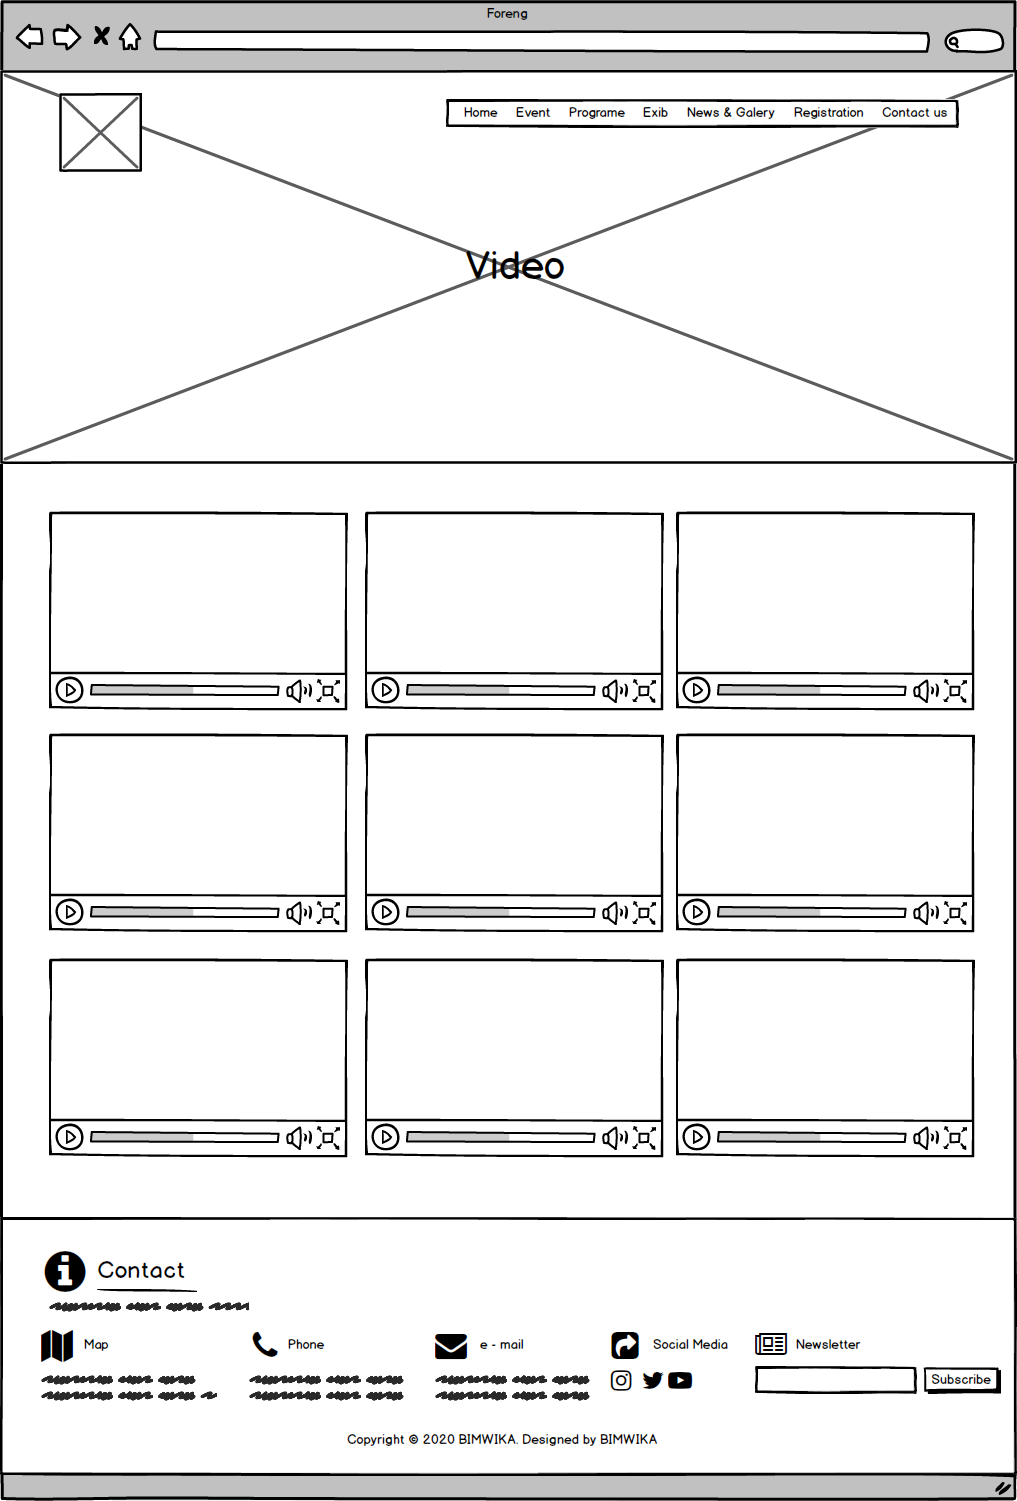 Foreng
Home Event Programe Exib News & Galery Registration Contact us
Video
Contact
Map Phone e - mail Social Media Newsletter
Subscribe
Copyright © 2020 BIMWIKA. Designed by BIMWIKA